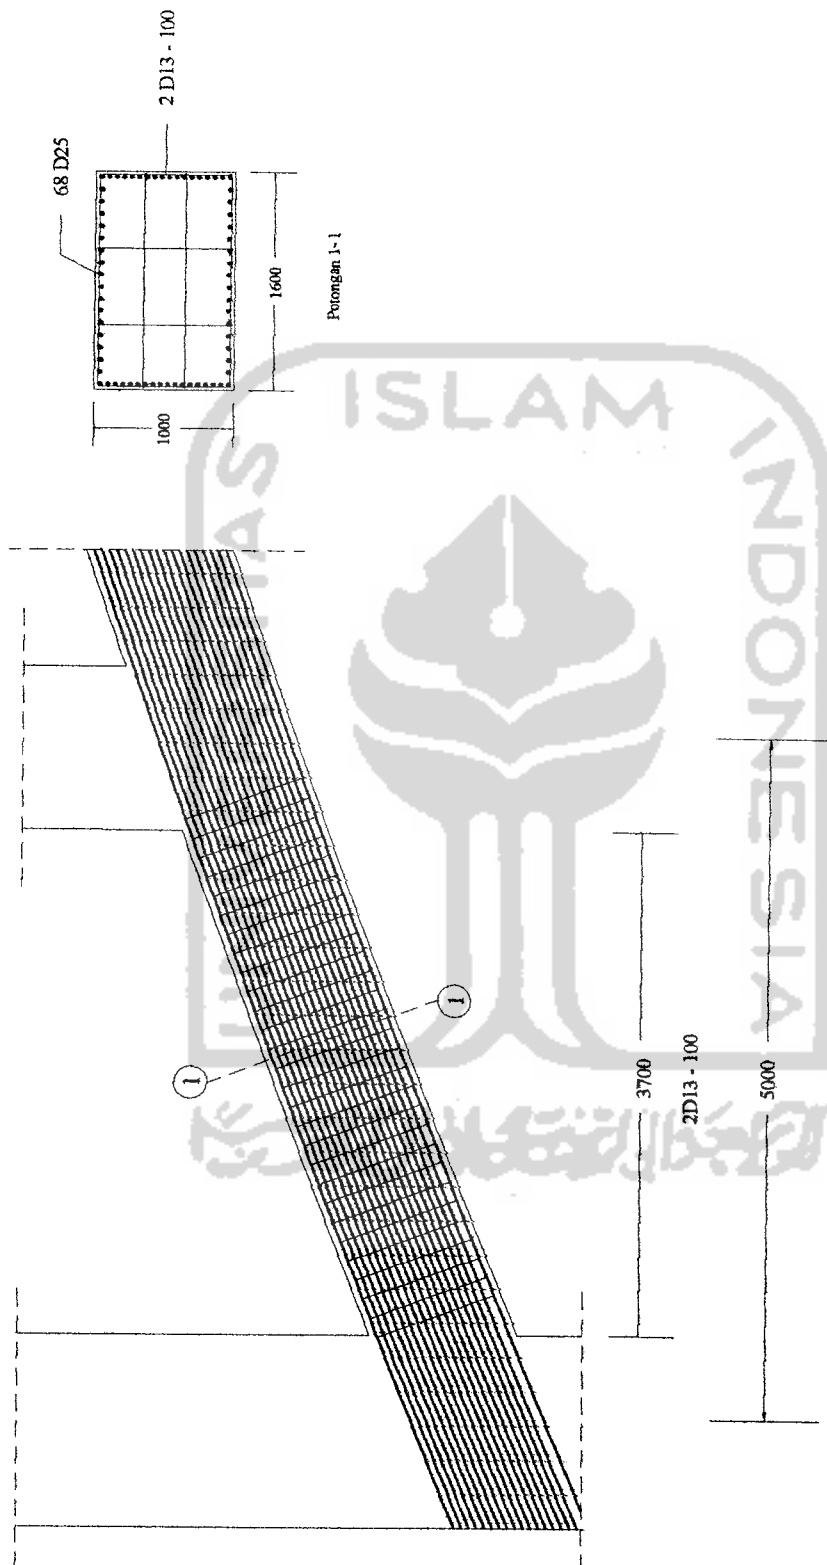 68 D25
2 D13 - 100
1000
1600
Potongan 1- 1
1
1
3700
2D13 - 100
5000
ISLAM
INDONESIA